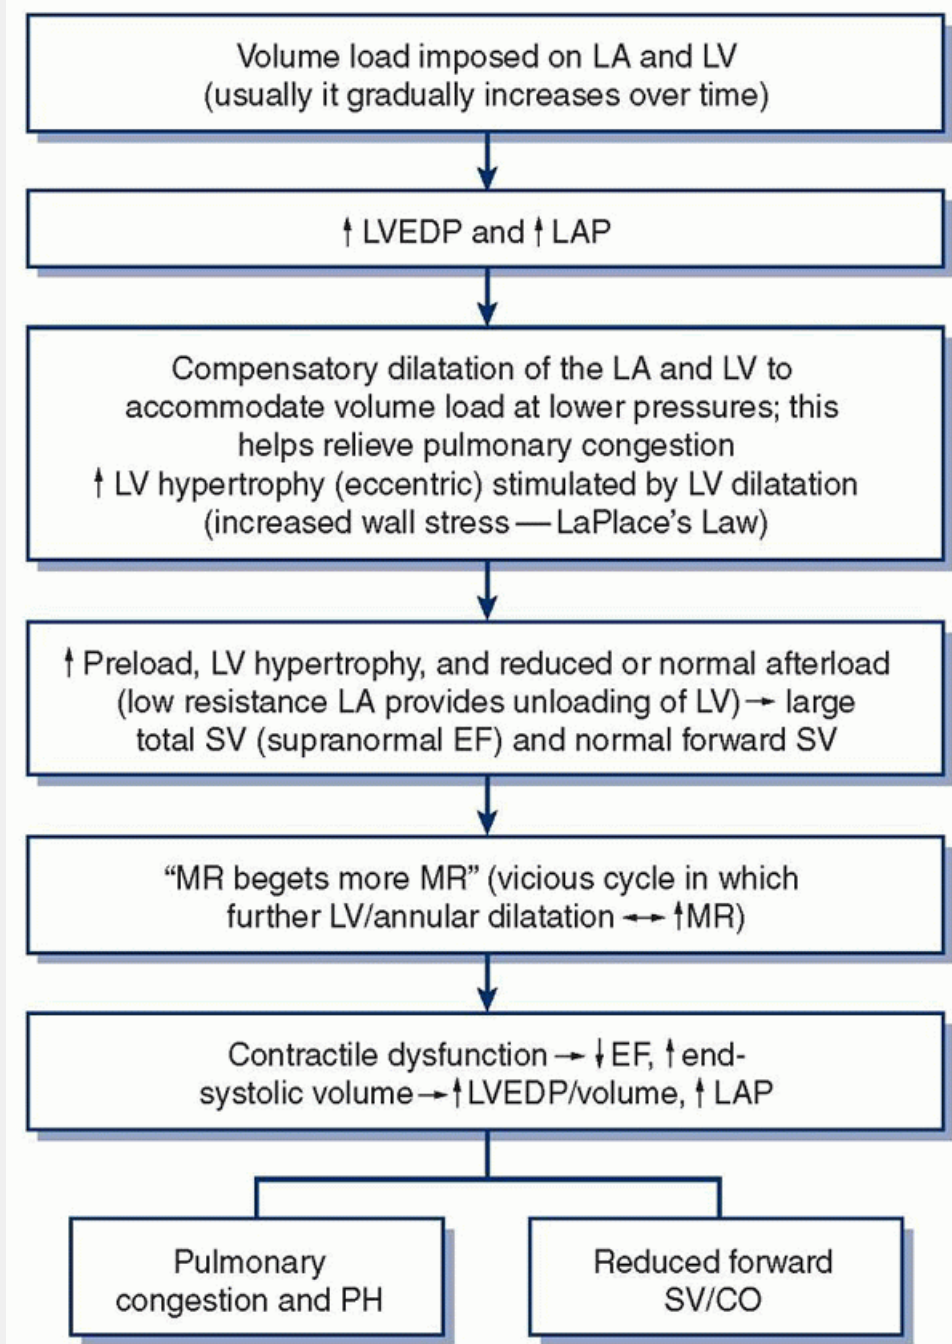 Volume load imposed on LA and LV
(usually it gradually increases over time)
↑ LVEDP and ↑ LAP
Compensatory dilatation of the LA and LV to
accommodate volume load at lower pressures; this
helps relieve pulmonary congestion
↑ LV hypertrophy (eccentric) stimulated by LV dilatation
(increased wall stress — LaPlace's Law)
↑ Preload, LV hypertrophy, and reduced or normal afterload
(low resistance LA provides unloading of LV) → large
total SV (supranormal EF) and normal forward SV
“MR begets more MR” (vicious cycle in which
further LV/annular dilatation ↔ ↑MR)
Contractile dysfunction → ↓EF, ↑ end-
systolic volume → ↑LVEDP/volume, ↑ LAP
Pulmonary
congestion and PH
Reduced forward
SV/CO